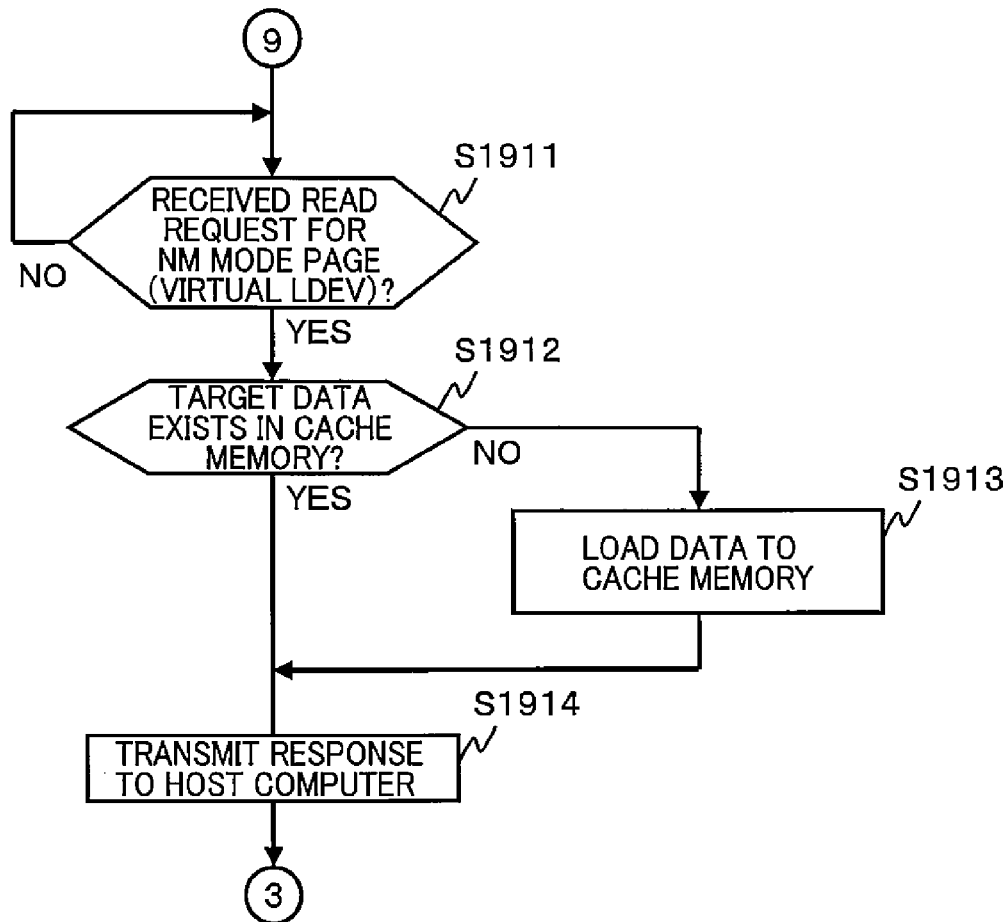 9
S1911
RECEIVED READ
REQUEST FOR
NM MODE PAGE
(VIRTUAL LDEV)?
NO
YES
S1912
TARGET DATA
EXISTS IN CACHE
MEMORY?
NO
YES
S1913
LOAD DATA TO
CACHE MEMORY
S1914
TRANSMIT RESPONSE
TO HOST COMPUTER
3